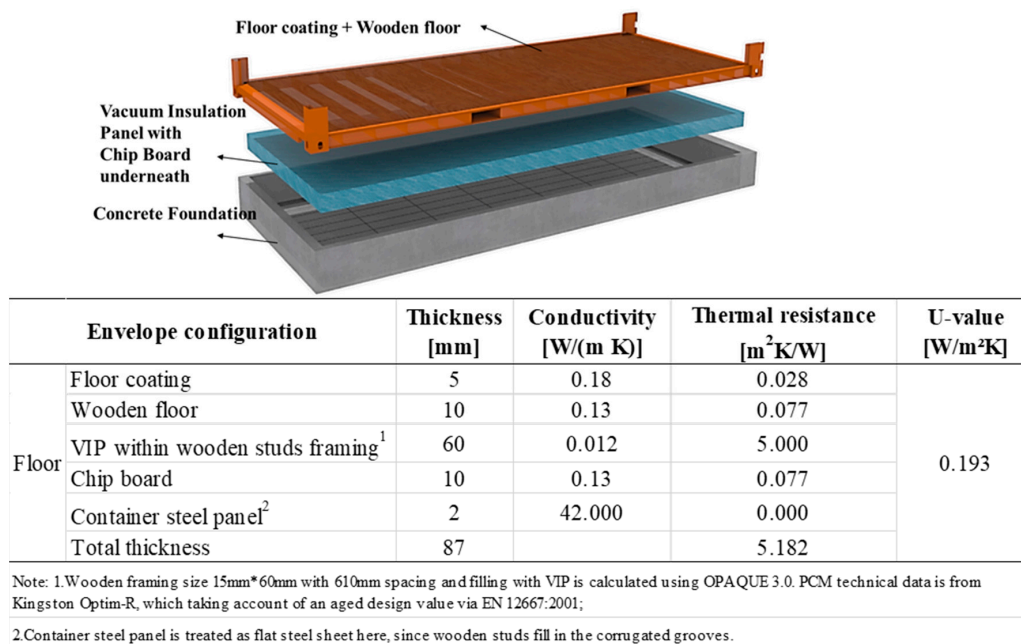 Floor coating + Wooden floor
Vacuum Insulation
Panel with
Chip Board
underneath
Concrete Foundation
Envelope configuration Thickness [mm] Conductivity [W/(m K)] Thermal resistance [m²K/W] U-value [W/m²K]
Floor
Floor coating 5 0.18 0.028
Wooden floor 10 0.13 0.077
VIP within wooden studs framing¹ 60 0.012 5.000
0.193
Chip board 10 0.13 0.077
Container steel panel² 2 42.000 0.000
Total thickness 87 5.182
Note: 1.Wooden framing size 15mm*60mm with 610mm spacing and filling with VIP is calculated using OPAQUE 3.0. PCM technical data is from
Kingston Optim-R, which taking account of an aged design value via EN 12667:2001;
2.Container steel panel is treated as flat steel sheet here, since wooden studs fill in the corrugated grooves.